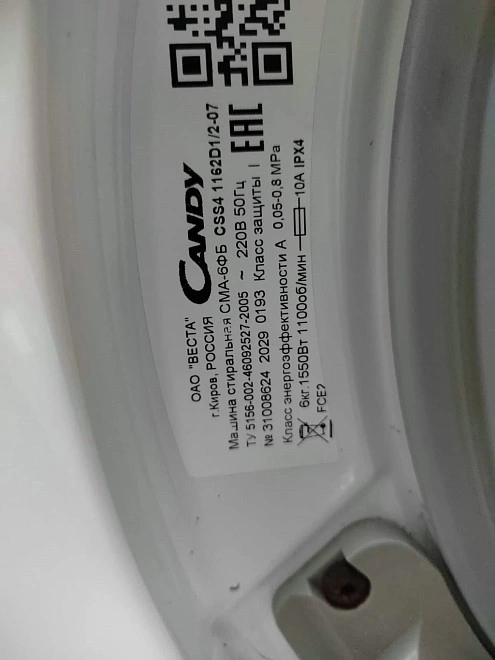 ОАО "ВЕСТА"
г.Киров, РОССИЯ
CANDY
Машина стиральная СМА-6ФБ CSS4 1162D1/2-07
ТУ 5156-002-46092527-2005 ~ 220В 50Гц
№ 31008624 2029 0193 Класс защиты I
EAC
Класс энергоэффективности А 0,05-0,8 MPa
6кг 1550Вт 1100об/мин 10А IPX4
FCE?